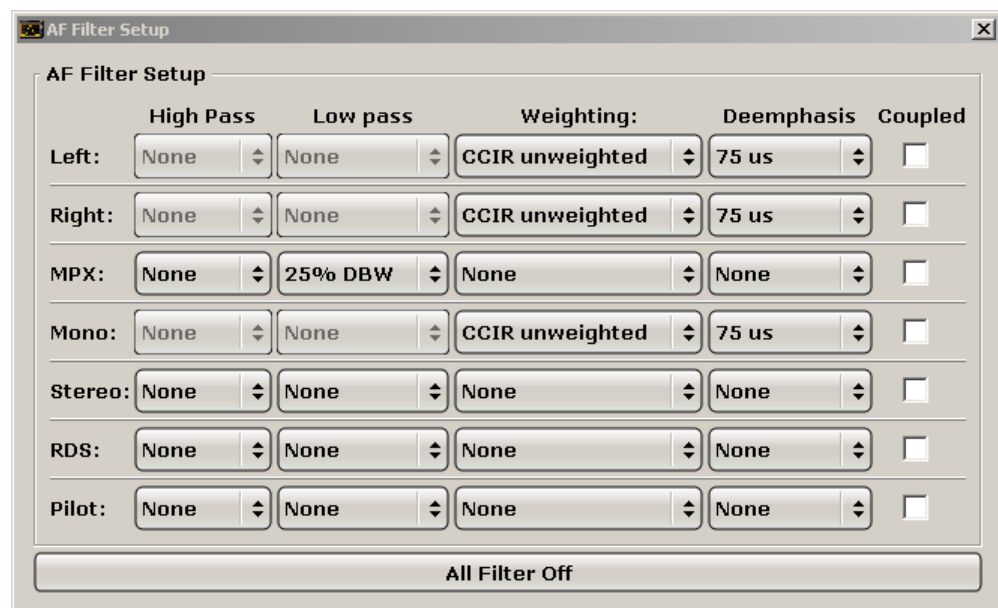 AF Filter Setup
AF Filter Setup
High Pass Low pass Weighting: Deemphasis Coupled
Left: None None CCIR unweighted 75 us
Right: None None CCIR unweighted 75 us
MPX: None 25% DBW None None
Mono: None None CCIR unweighted 75 us
Stereo: None None None None
RDS: None None None None
Pilot: None None None None
All Filter Off